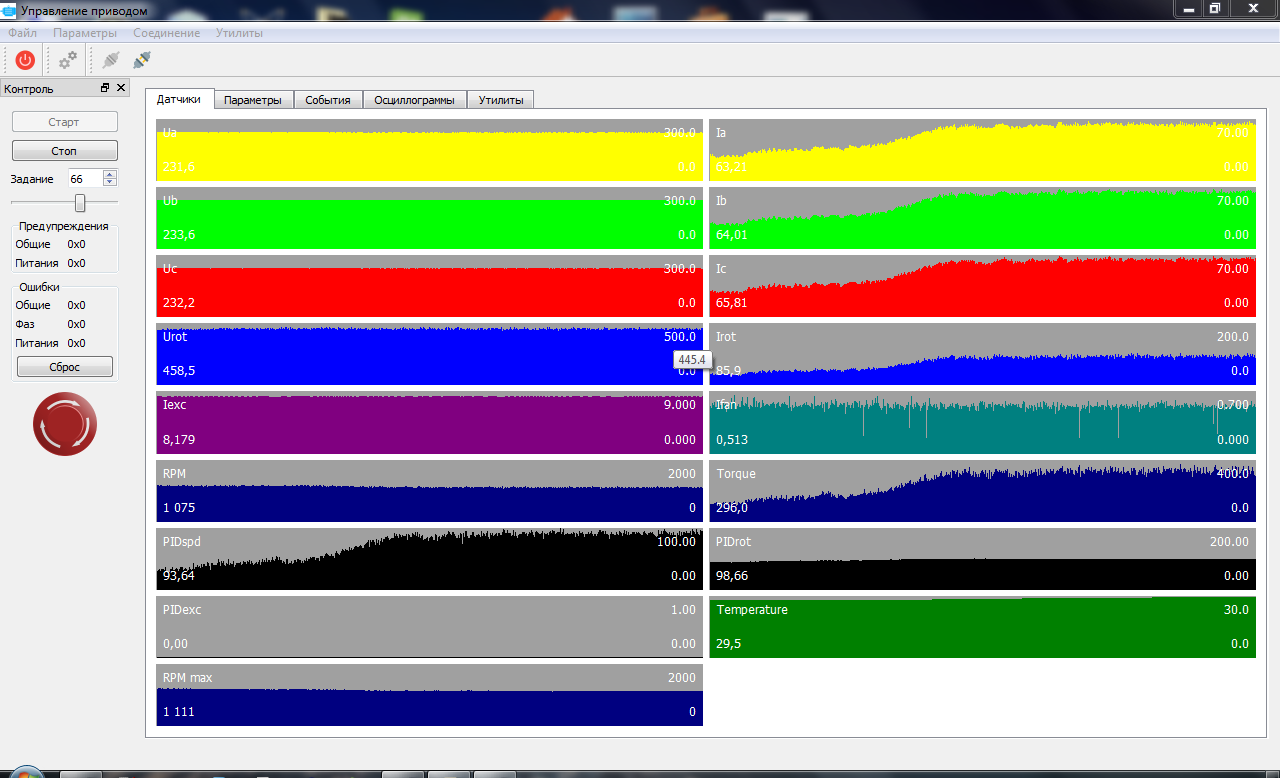 Управление приводом
Файл Параметры Соединение Утилиты
Контроль
Старт
Стоп
Задание 66
Предупреждения
Общие 0x0
Питания 0x0
Ошибки
Общие 0x0
Фаз 0x0
Питания 0x0
Сброс
Датчики Параметры События Осциллограммы Утилиты
Ua 300.0
231,6 0.0
Ub 300.0
233,6 0.0
Uc 300.0
232,2 0.0
Urot 500.0
458,5 0.0
445.4
Iexc 9.000
8,179 0.000
RPM 2000
1 075 0
PIDspd 100.00
93,64 0.00
PIDexc 1.00
0,00 0.00
RPM max 2000
1 111 0
Ia 70.00
63,21 0.00
Ib 70.00
64,01 0.00
Ic 70.00
65,81 0.00
Irot 200.0
85,9 0.0
Ifan 0.700
0,513 0.000
Torque 400.0
296,0 0.0
PIDrot 200.00
98,66 0.00
Temperature 30.0
29,5 0.0